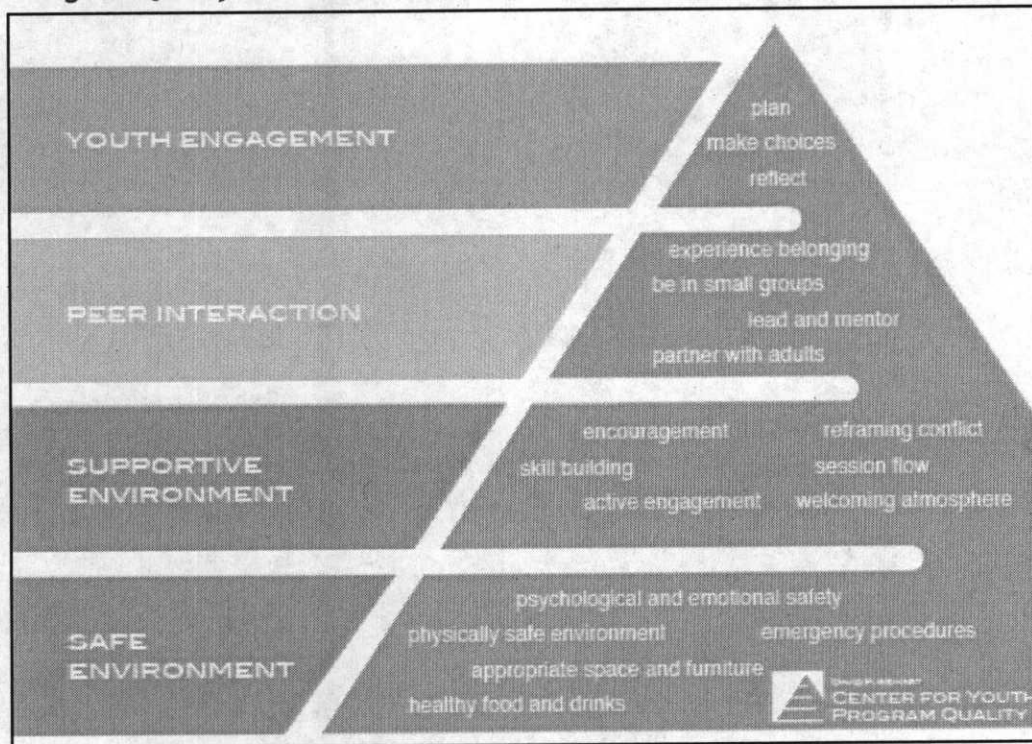 YOUTH ENGAGEMENT
plan
make choices
reflect
PEER INTERACTION
experience belonging
be in small groups
lead and mentor
partner with adults
SUPPORTIVE
ENVIRONMENT
encouragement
reframing conflict
skill building
session flow
active engagement
welcoming atmosphere
SAFE
ENVIRONMENT
psychological and emotional safety
physically safe environment
emergency procedures
appropriate space and furniture
healthy food and drinks
CENTER FOR YOUTH
PROGRAM QUALITY